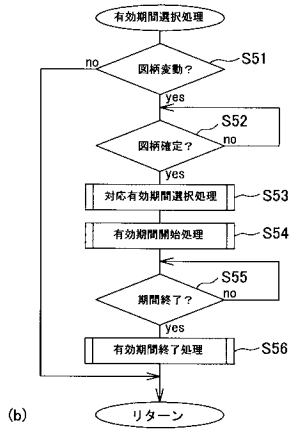 有効期間選択処理
S51
no
図柄変動？
yes
S52
図柄確定？
no
yes
対応有効期間選択処理
S53
有効期間開始処理
S54
S55
期間終了？
no
yes
有効期間終了処理
S56
(b)
リターン